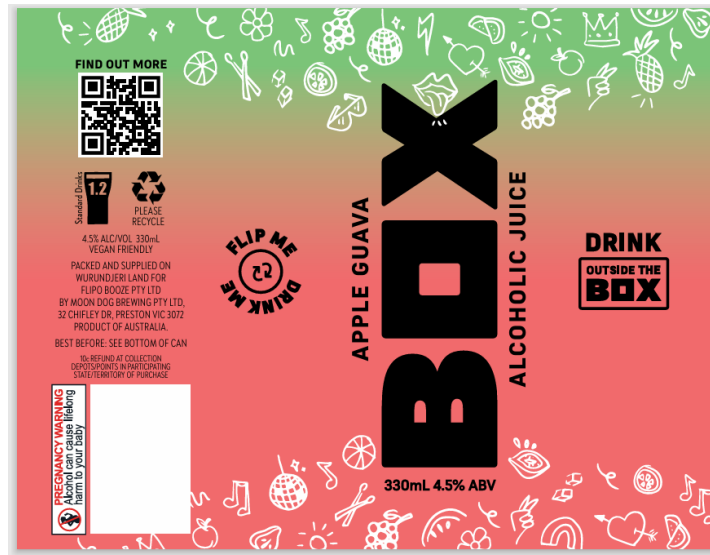 FIND OUT MORE
Standard Drinks
1.2
PLEASE
RECYCLE
4.5% ALC/VOL 330mL
VEGAN FRIENDLY
PACKED AND SUPPLIED ON
WURUNDJERI LAND FOR
FLIPO BOOZE PTY LTD
BY MOON DOG BREWING PTY LTD,
32 CHIFLEY DR, PRESTON VIC 3072
PRODUCT OF AUSTRALIA.
BEST BEFORE: SEE BOTTOM OF CAN
10c REFUND AT COLLECTION
DEPOTS/POINTS IN PARTICIPATING
STATE/TERRITORY OF PURCHASE
PREGNANCY WARNING
Alcohol can cause lifelong
harm to your baby
FLIP ME
DRINK ME
APPLE GUAVA
BOX
ALCOHOLIC JUICE
330mL 4.5% ABV
DRINK
OUTSIDE THE
BOX